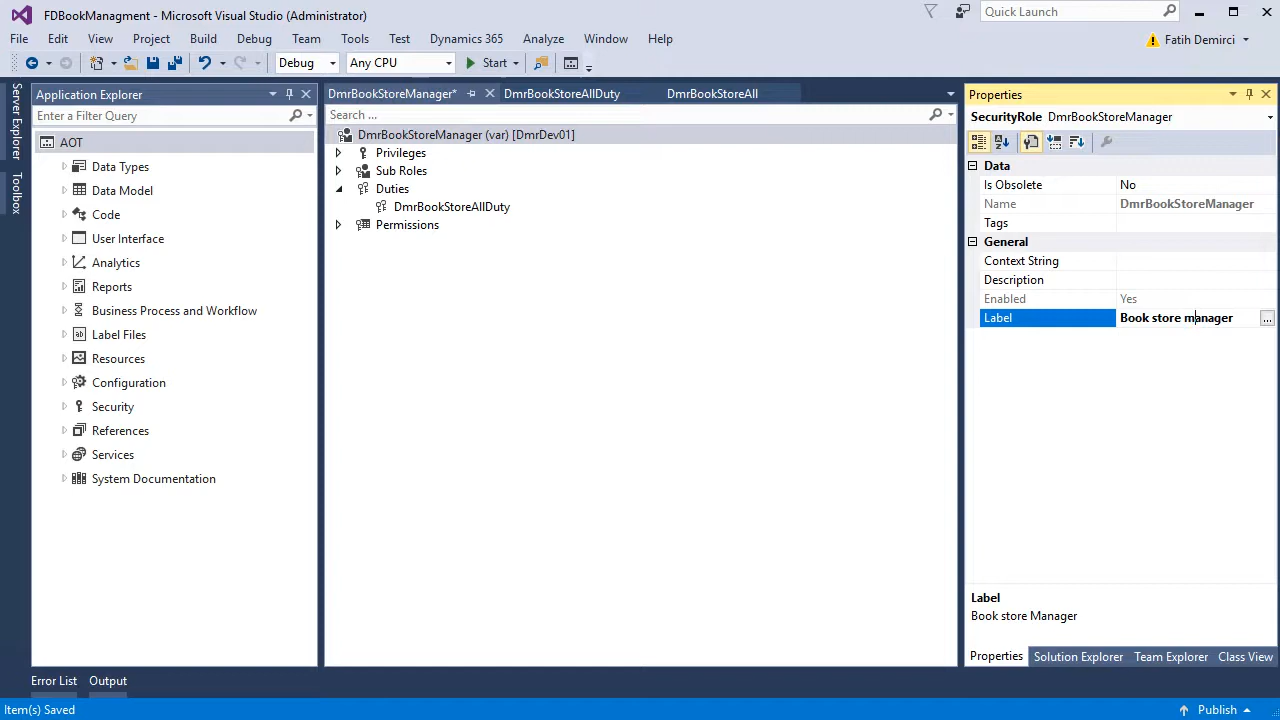 FDBookManagment - Microsoft Visual Studio (Administrator)
Quick Launch
File Edit View Project Build Debug Team Tools Test Dynamics 365 Analyze Window Help
Fatih Demirci
Debug Any CPU Start
Server Explorer
Toolbox
Application Explorer
Enter a Filter Query
AOT
Data Types
Data Model
Code
User Interface
Analytics
Reports
Business Process and Workflow
Label Files
Resources
Configuration
Security
References
Services
System Documentation
DmrBookStoreManager* DmrBookStoreAllDuty DmrBookStoreAll
Search ...
DmrBookStoreManager (var) [DmrDev01]
Privileges
Sub Roles
Duties
DmrBookStoreAllDuty
Permissions
Properties
SecurityRole DmrBookStoreManager
Data
Is Obsolete No
Name DmrBookStoreManager
Tags
General
Context String
Description
Enabled Yes
Label Book store manager ...
Label
Book store Manager
Properties Solution Explorer Team Explorer Class View
Error List Output
Item(s) Saved
Publish